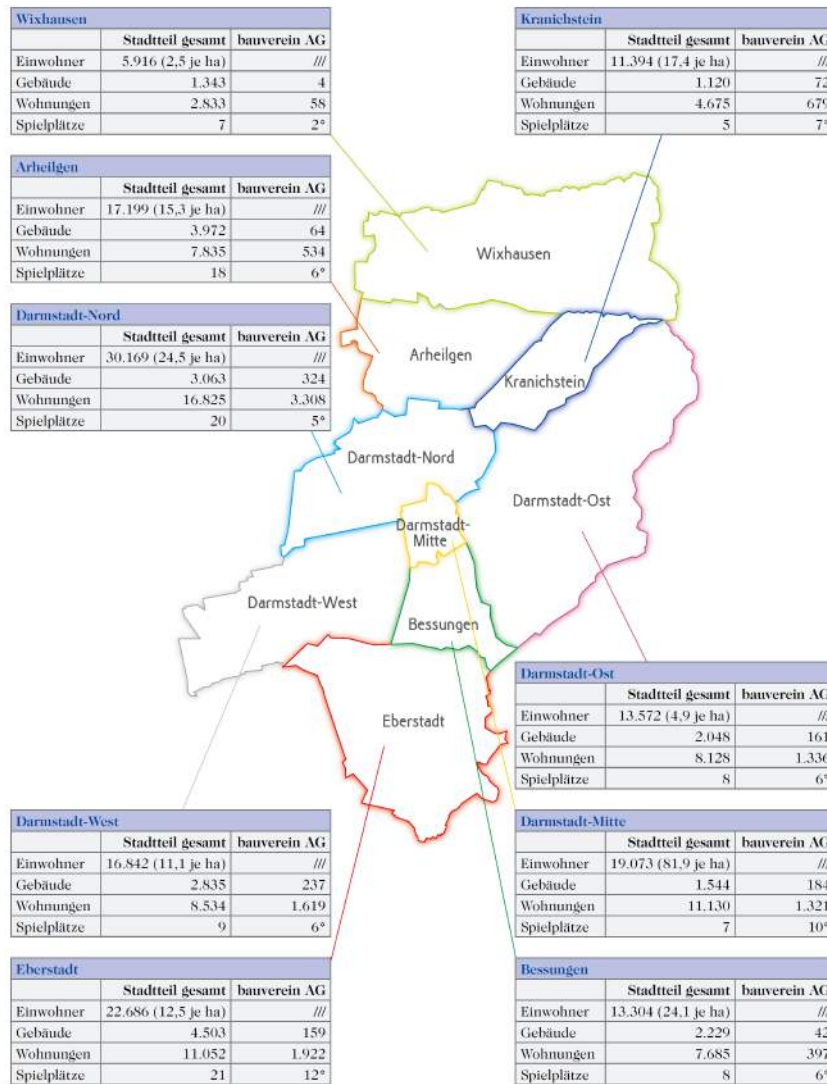 Wixhausen
Stadtteil gesamt bauverein AG
Einwohner 5.916 (2,5 je ha) ///
Gebäude 1.343 4
Wohnungen 2.833 58
Spielplätze 7 2*
Kranichstein
Stadtteil gesamt bauverein AG
Einwohner 11.394 (17,4 je ha) ///
Gebäude 1.120 72
Wohnungen 4.675 679
Spielplätze 5 7*
Arheilgen
Stadtteil gesamt bauverein AG
Einwohner 17.199 (15,3 je ha) ///
Gebäude 3.972 64
Wohnungen 7.835 534
Spielplätze 18 6*
Darmstadt-Nord
Stadtteil gesamt bauverein AG
Einwohner 30.169 (24,5 je ha) ///
Gebäude 3.063 324
Wohnungen 16.825 3.308
Spielplätze 20 5*
Wixhausen
Arheilgen
Kranichstein
Darmstadt-Nord
Darmstadt-Ost
Darmstadt-
Mitte
Darmstadt-West
Bessungen
Eberstadt
Darmstadt-Ost
Stadtteil gesamt bauverein AG
Einwohner 13.572 (4,9 je ha) ///
Gebäude 2.048 161
Wohnungen 8.128 1.336
Spielplätze 8 6*
Darmstadt-West
Stadtteil gesamt bauverein AG
Einwohner 16.842 (11,1 je ha) ///
Gebäude 2.835 237
Wohnungen 8.534 1.619
Spielplätze 9 6*
Darmstadt-Mitte
Stadtteil gesamt bauverein AG
Einwohner 19.073 (81,9 je ha) ///
Gebäude 1.544 184
Wohnungen 11.130 1.321
Spielplätze 7 10*
Eberstadt
Stadtteil gesamt bauverein AG
Einwohner 22.686 (12,5 je ha) ///
Gebäude 4.503 159
Wohnungen 11.052 1.922
Spielplätze 21 12*
Bessungen
Stadtteil gesamt bauverein AG
Einwohner 13.304 (24,1 je ha) ///
Gebäude 2.229 42
Wohnungen 7.685 397
Spielplätze 8 6*